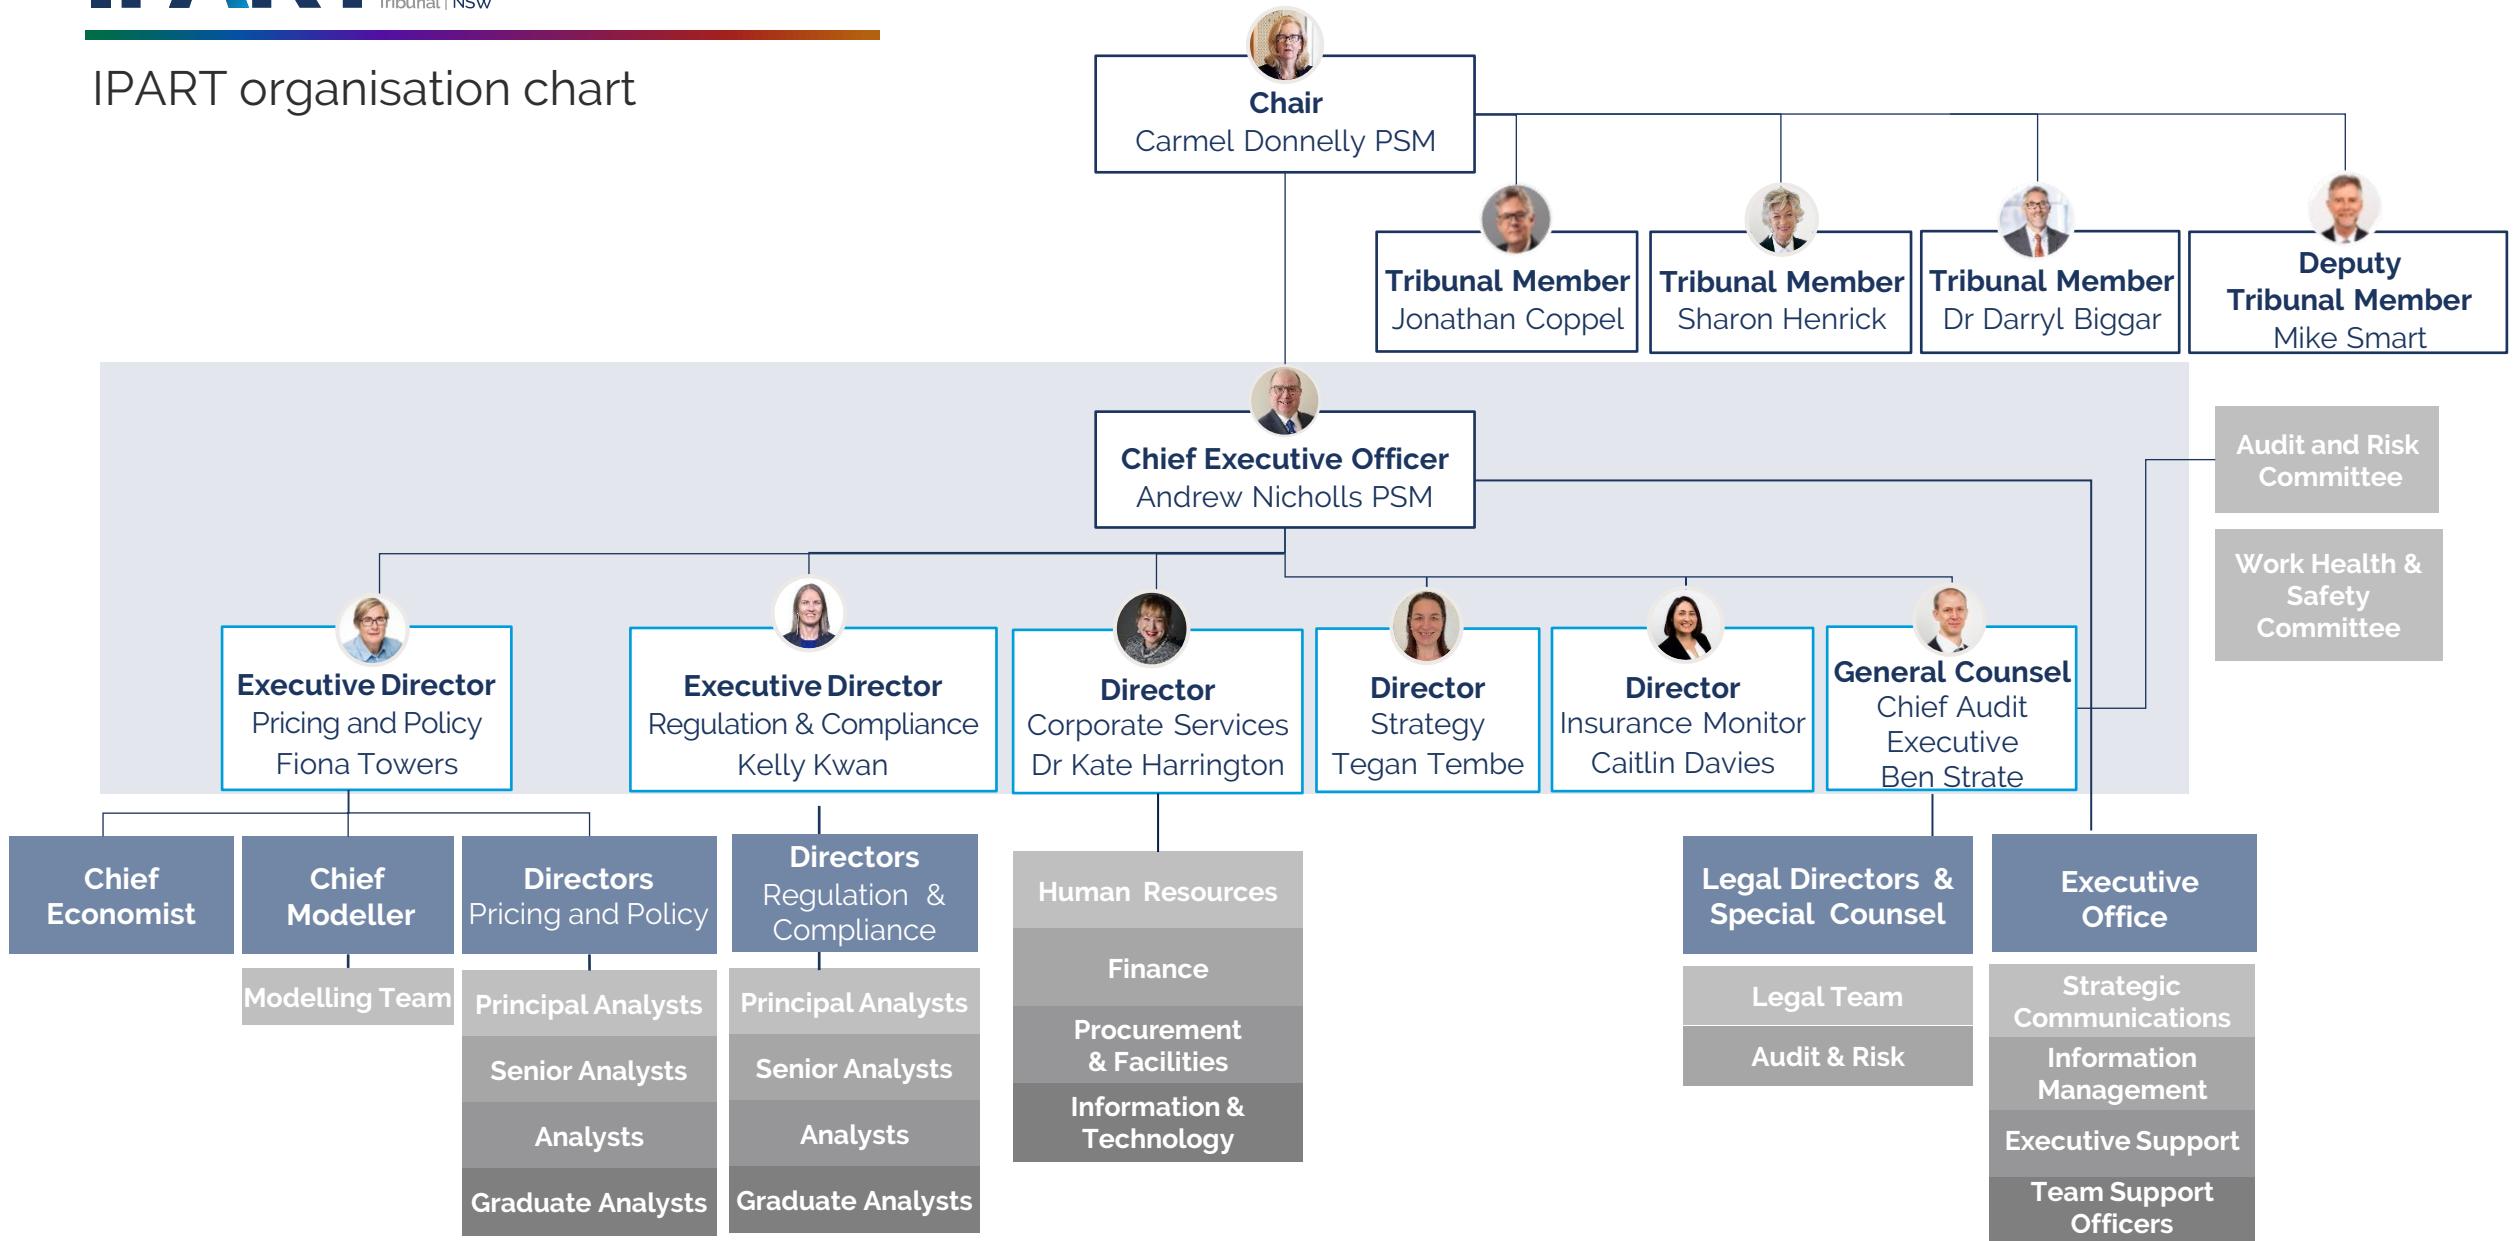 Tribunal | NSW
IPART organisation chart
Chair
Carmel Donnelly PSM
Tribunal Member
Jonathan Coppel
Tribunal Member
Sharon Henrick
Tribunal Member
Dr Darryl Biggar
Deputy
Tribunal Member
Mike Smart
Chief Executive Officer
Andrew Nicholls PSM
Audit and Risk
Committee
Work Health &
Safety
Committee
Executive Director
Pricing and Policy
Fiona Towers
Executive Director
Regulation & Compliance
Kelly Kwan
Director
Corporate Services
Dr Kate Harrington
Director
Strategy
Tegan Tembe
Director
Insurance Monitor
Caitlin Davies
General Counsel
Chief Audit
Executive
Ben Strate
Chief
Economist
Chief
Modeller
Modelling Team
Directors
Pricing and Policy
Principal Analysts
Senior Analysts
Analysts
Graduate Analysts
Directors
Regulation &
Compliance
Principal Analysts
Senior Analysts
Analysts
Graduate Analysts
Human Resources
Finance
Procurement
& Facilities
Information &
Technology
Legal Directors &
Special Counsel
Legal Team
Audit & Risk
Executive
Office
Strategic
Communications
Information
Management
Executive Support
Team Support
Officers